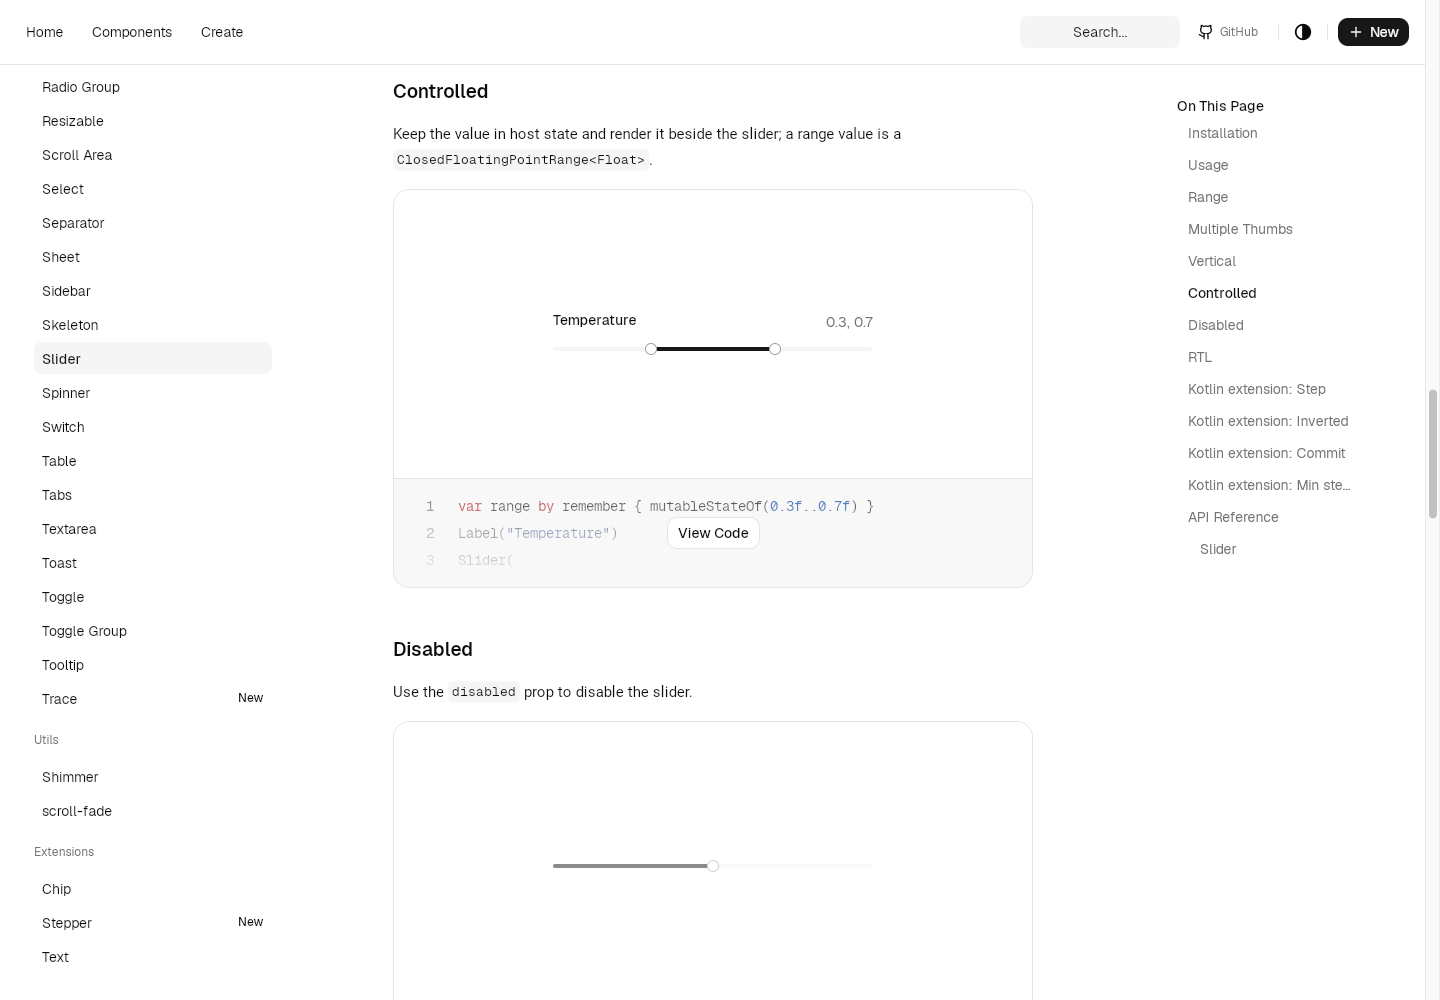 Home
Components
Create
Search...
GitHub
New
Radio Group
Resizable
Scroll Area
Select
Separator
Sheet
Sidebar
Skeleton
Slider
Spinner
Switch
Table
Tabs
Textarea
Toast
Toggle
Toggle Group
Tooltip
Trace New
Utils
Shimmer
scroll-fade
Extensions
Chip
Stepper New
Text
Controlled
Keep the value in host state and render it beside the slider; a range value is a
ClosedFloatingPointRange<Float>.
Temperature 0.3, 0.7
1 var range by remember { mutableStateOf(0.3f..0.7f) }
2 Label("Temperature")
View Code
3 Slider(
Disabled
Use the disabled prop to disable the slider.
On This Page
Installation
Usage
Range
Multiple Thumbs
Vertical
Controlled
Disabled
RTL
Kotlin extension: Step
Kotlin extension: Inverted
Kotlin extension: Commit
Kotlin extension: Min ste...
API Reference
Slider